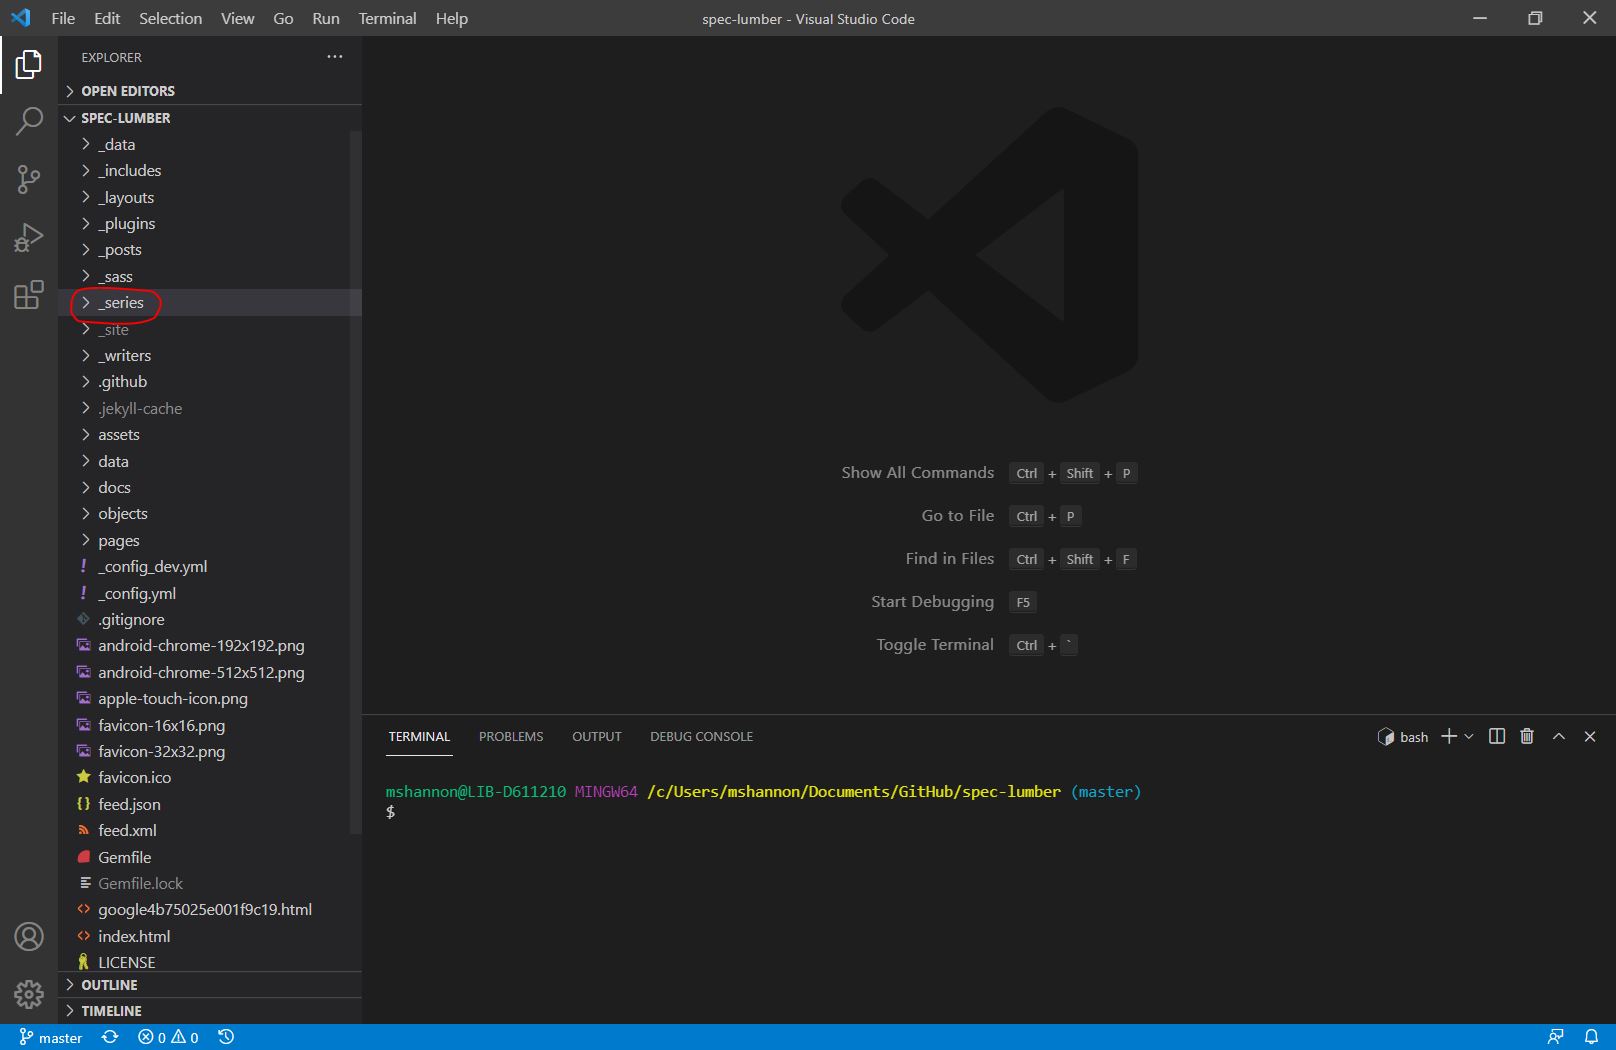 File Edit Selection View Go Run Terminal Help
spec-lumber - Visual Studio Code
EXPLORER
OPEN EDITORS
SPEC-LUMBER
_data
_includes
_layouts
_plugins
_posts
_sass
_series
_site
_writers
.github
.jekyll-cache
assets
data
docs
objects
pages
_config_dev.yml
_config.yml
.gitignore
android-chrome-192x192.png
android-chrome-512x512.png
apple-touch-icon.png
favicon-16x16.png
favicon-32x32.png
favicon.ico
feed.json
feed.xml
Gemfile
Gemfile.lock
google4b75025e001f9c19.html
index.html
LICENSE
OUTLINE
TIMELINE
Show All Commands Ctrl + Shift + P
Go to File Ctrl + P
Find in Files Ctrl + Shift + F
Start Debugging F5
Toggle Terminal Ctrl + `
TERMINAL PROBLEMS OUTPUT DEBUG CONSOLE
bash
mshannon@LIB-D611210 MINGW64 /c/Users/mshannon/Documents/GitHub/spec-lumber (master)
$
master 0 0